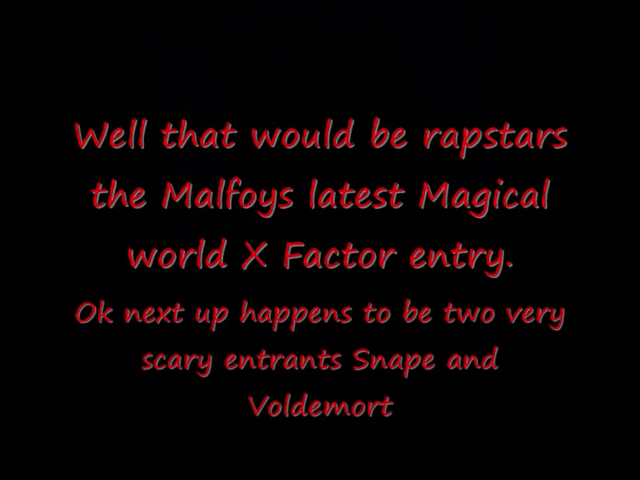 Well that would be rapstars
the Malfoys latest Magical
world X Factor entry.
Ok next up happens to be two very
scary entrants Snape and
Voldemort